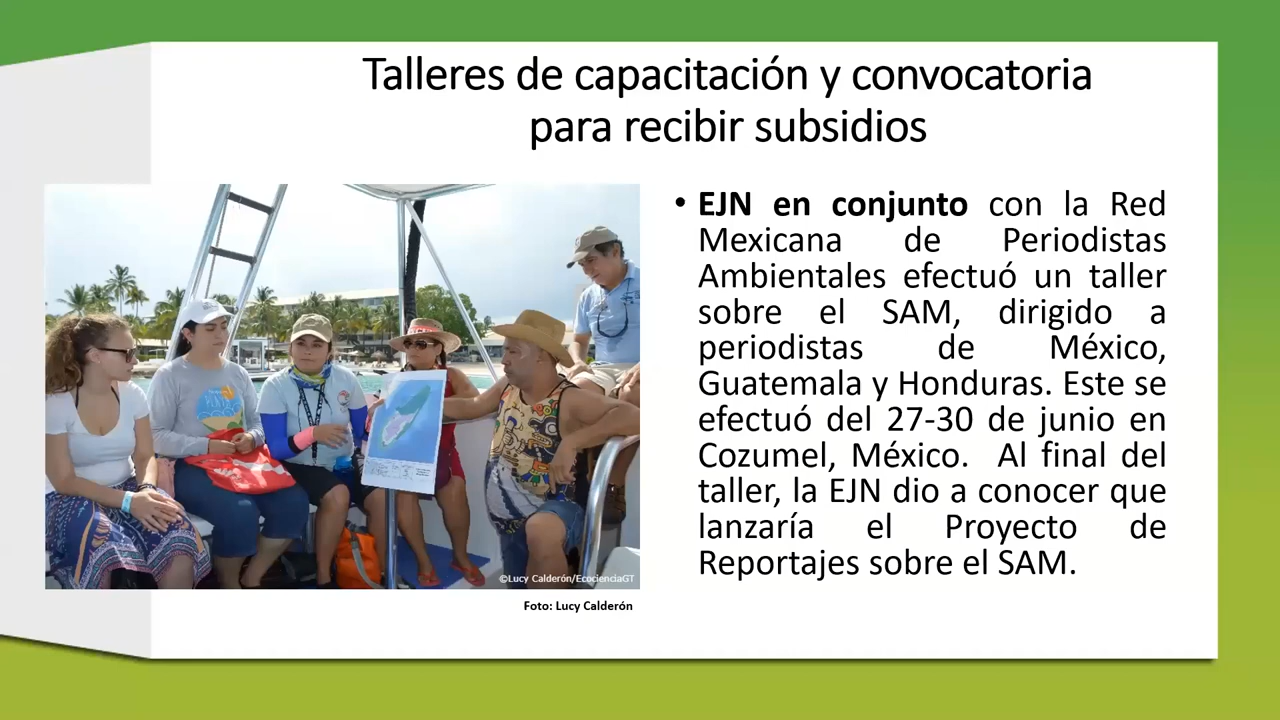 Talleres de capacitación y convocatoria
para recibir subsidios
• EJN en conjunto con la Red
Mexicana de Periodistas
Ambientales efectuó un taller
sobre el SAM, dirigido a
periodistas de México,
Guatemala y Honduras. Este se
efectuó del 27-30 de junio en
Cozumel, México. Al final del
taller, la EJN dio a conocer que
lanzaría el Proyecto de
Reportajes sobre el SAM.
©Lucy Calderón/EcocienciaGT
Foto: Lucy Calderón